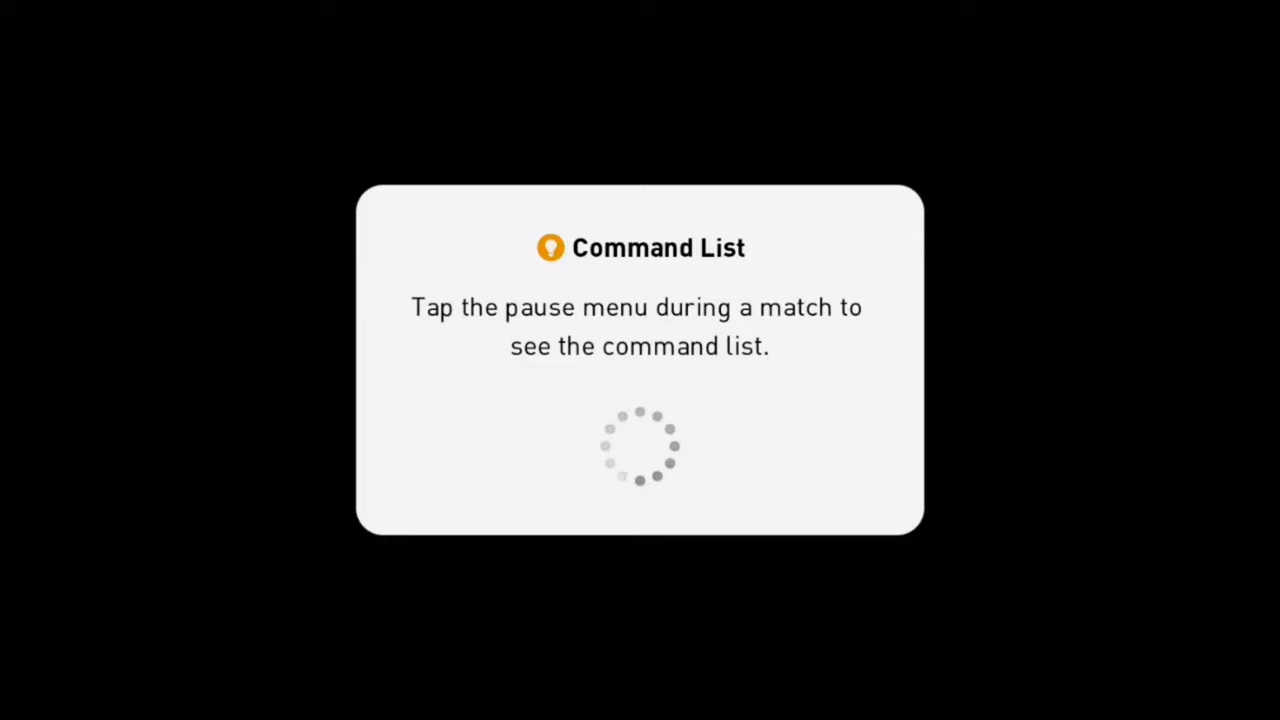 Command List
Tap the pause menu during a match to
see the command list.